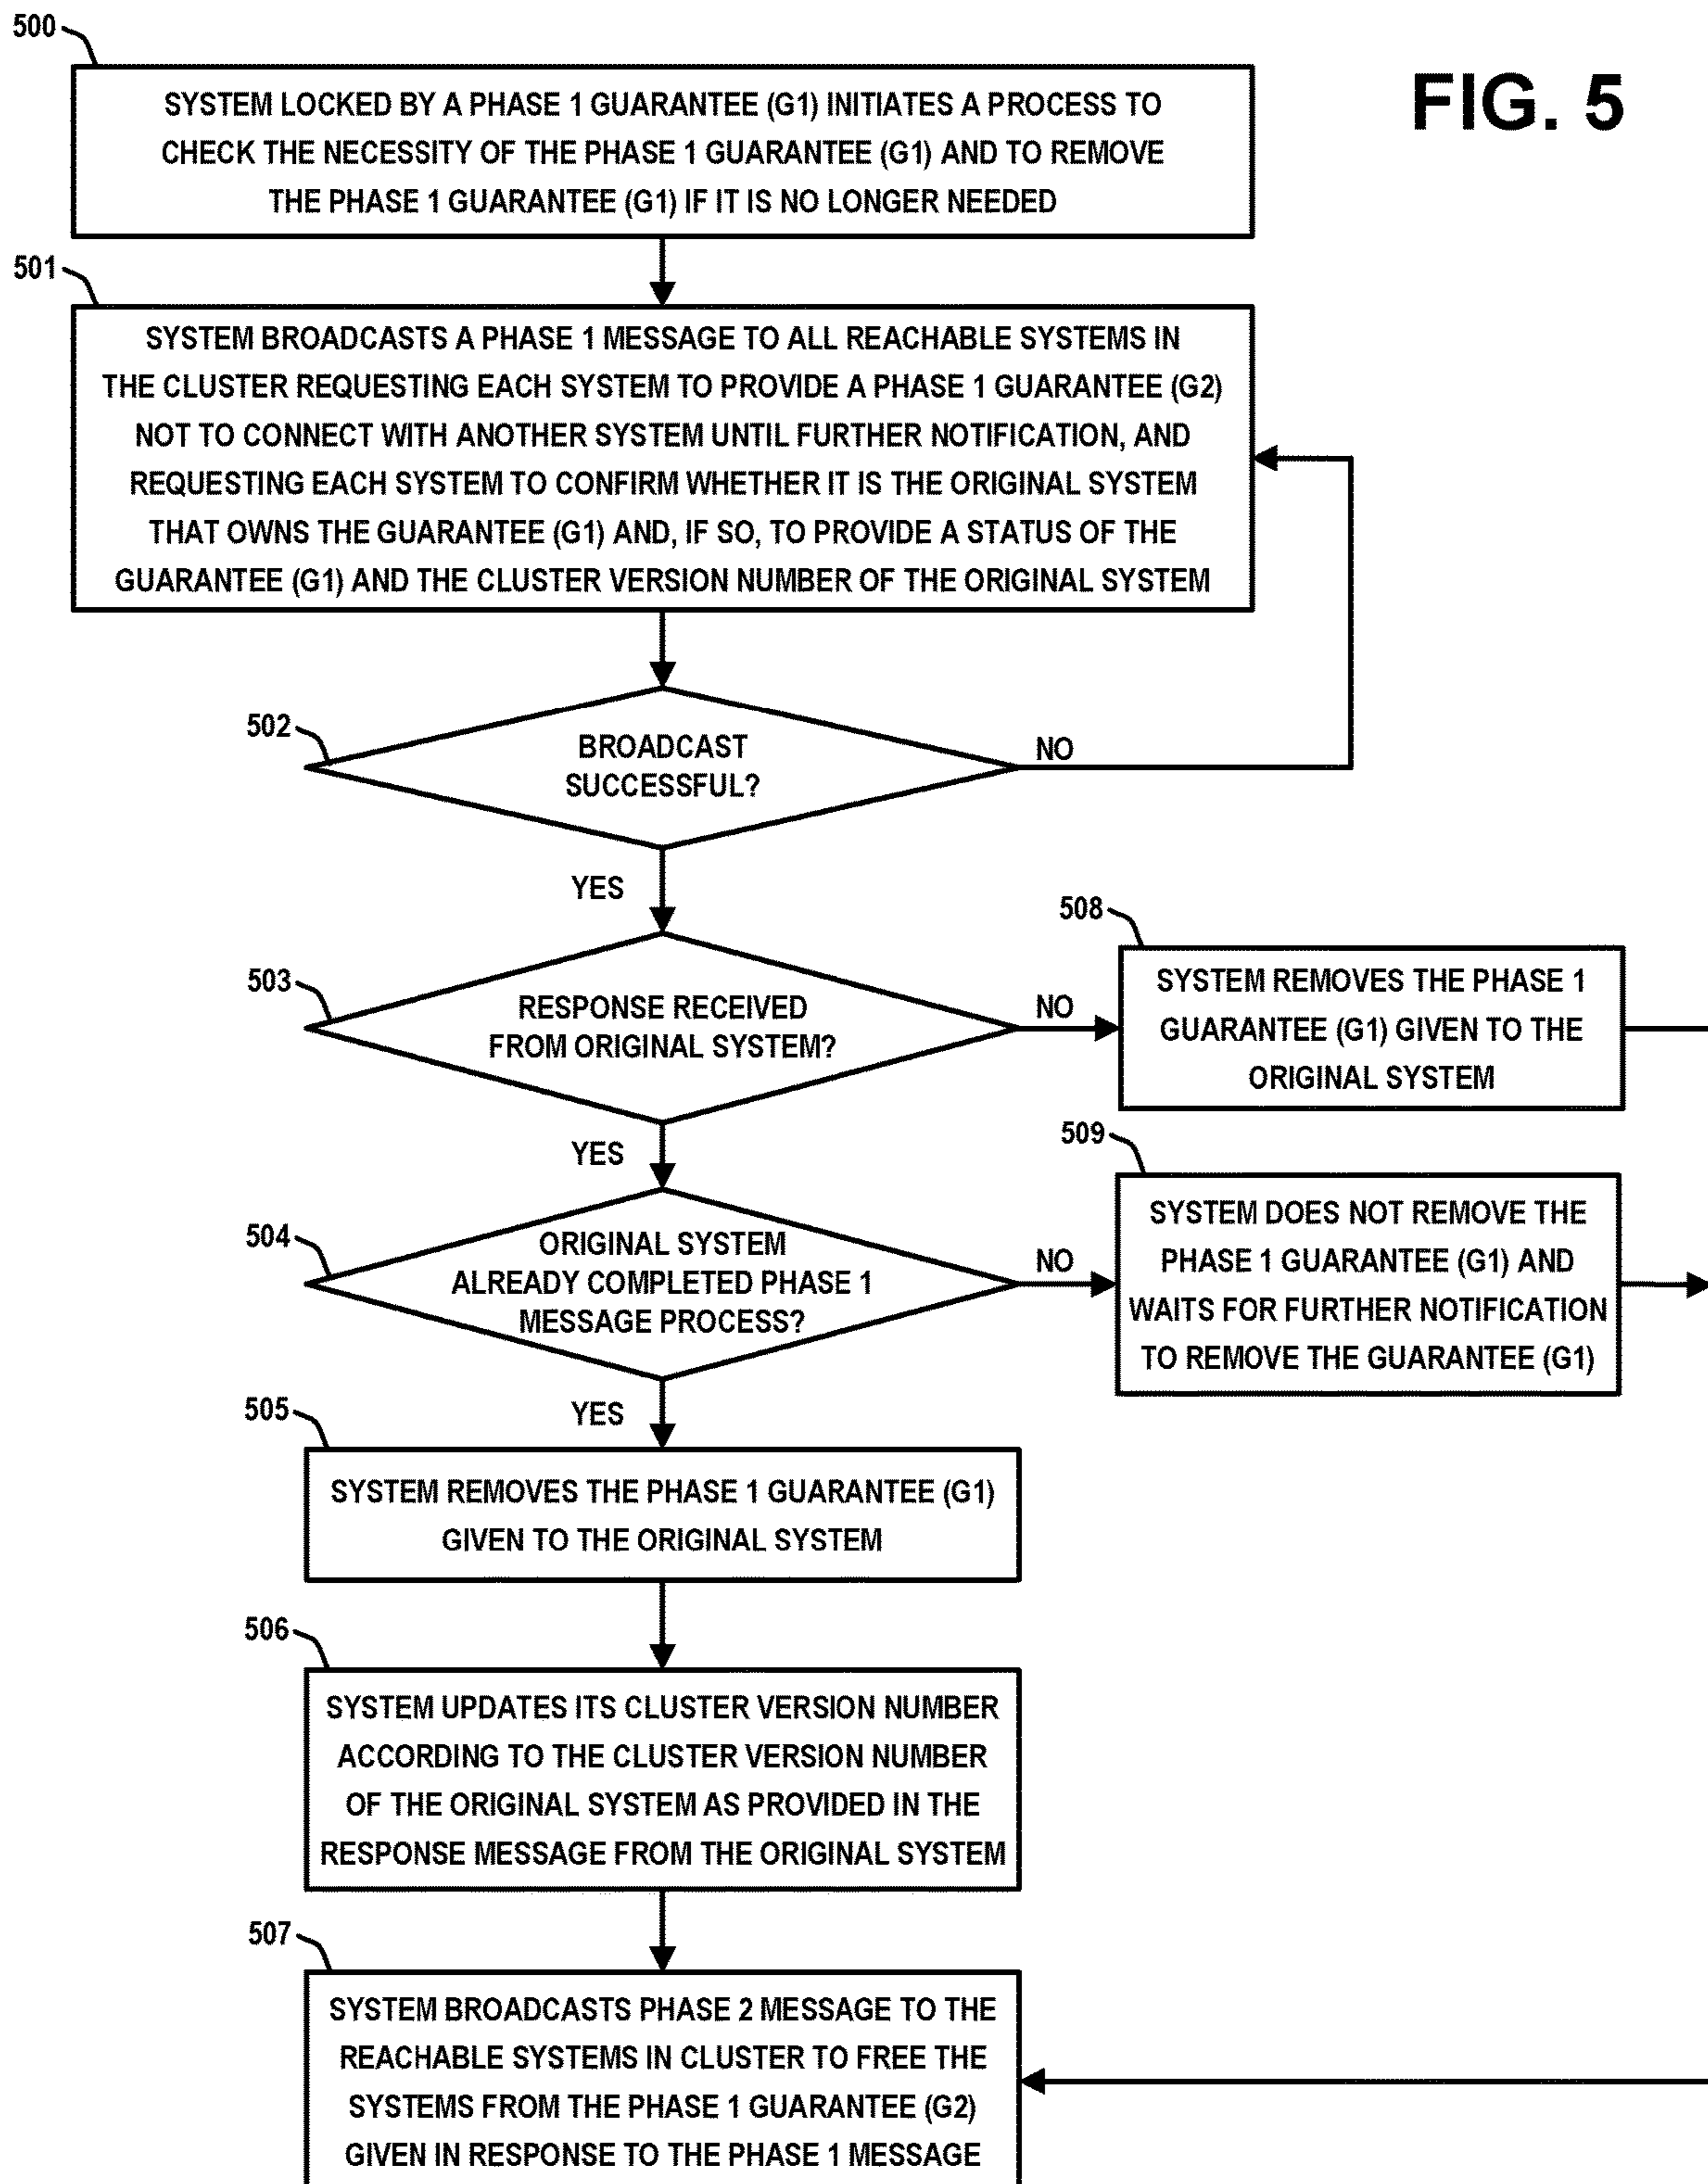 500
FIG. 5
SYSTEM LOCKED BY A PHASE 1 GUARANTEE (G1) INITIATES A PROCESS TO
CHECK THE NECESSITY OF THE PHASE 1 GUARANTEE (G1) AND TO REMOVE
THE PHASE 1 GUARANTEE (G1) IF IT IS NO LONGER NEEDED
501
SYSTEM BROADCASTS A PHASE 1 MESSAGE TO ALL REACHABLE SYSTEMS IN
THE CLUSTER REQUESTING EACH SYSTEM TO PROVIDE A PHASE 1 GUARANTEE (G2)
NOT TO CONNECT WITH ANOTHER SYSTEM UNTIL FURTHER NOTIFICATION, AND
REQUESTING EACH SYSTEM TO CONFIRM WHETHER IT IS THE ORIGINAL SYSTEM
THAT OWNS THE GUARANTEE (G1) AND, IF SO, TO PROVIDE A STATUS OF THE
GUARANTEE (G1) AND THE CLUSTER VERSION NUMBER OF THE ORIGINAL SYSTEM
502
BROADCAST
SUCCESSFUL?
NO
YES
503
RESPONSE RECEIVED
FROM ORIGINAL SYSTEM?
NO
508
SYSTEM REMOVES THE PHASE 1
GUARANTEE (G1) GIVEN TO THE
ORIGINAL SYSTEM
YES
504
ORIGINAL SYSTEM
ALREADY COMPLETED PHASE 1
MESSAGE PROCESS?
NO
509
SYSTEM DOES NOT REMOVE THE
PHASE 1 GUARANTEE (G1) AND
WAITS FOR FURTHER NOTIFICATION
TO REMOVE THE GUARANTEE (G1)
YES
505
SYSTEM REMOVES THE PHASE 1 GUARANTEE (G1)
GIVEN TO THE ORIGINAL SYSTEM
506
SYSTEM UPDATES ITS CLUSTER VERSION NUMBER
ACCORDING TO THE CLUSTER VERSION NUMBER
OF THE ORIGINAL SYSTEM AS PROVIDED IN THE
RESPONSE MESSAGE FROM THE ORIGINAL SYSTEM
507
SYSTEM BROADCASTS PHASE 2 MESSAGE TO THE
REACHABLE SYSTEMS IN CLUSTER TO FREE THE
SYSTEMS FROM THE PHASE 1 GUARANTEE (G2)
GIVEN IN RESPONSE TO THE PHASE 1 MESSAGE